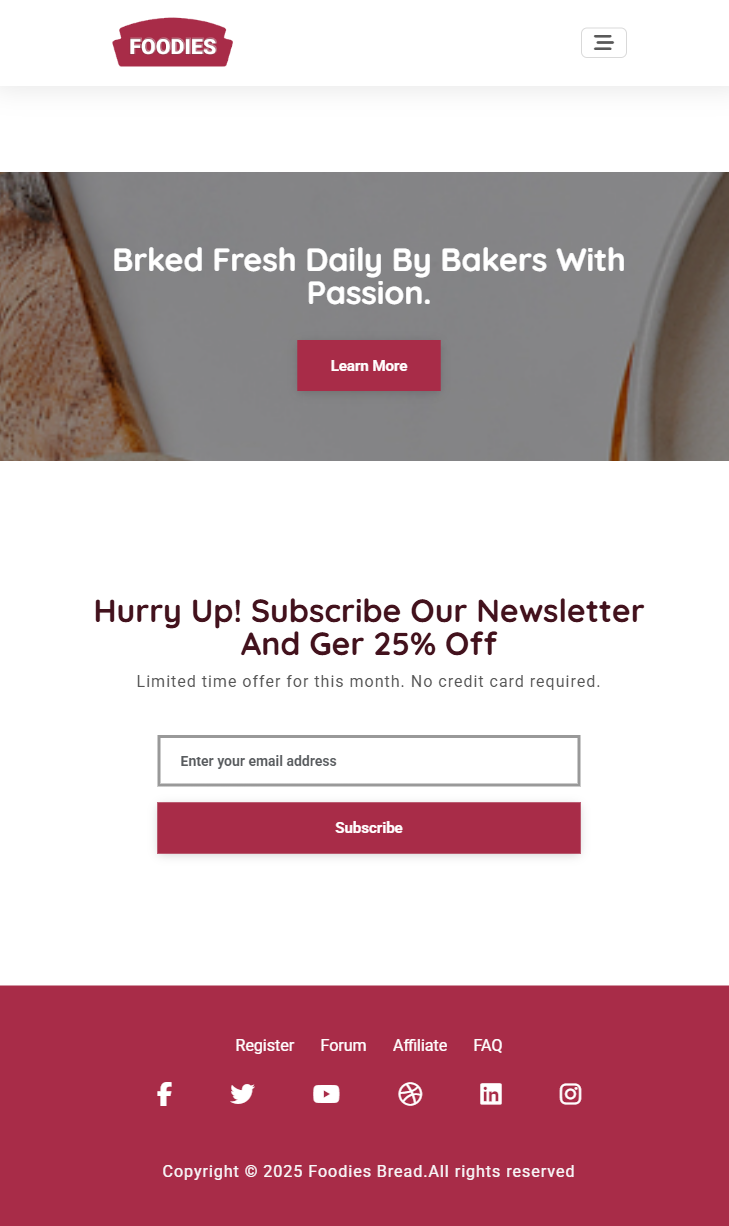 FOODIES
Brked Fresh Daily By Bakers With
Passion.
Learn More
Hurry Up! Subscribe Our Newsletter
And Ger 25% Off
Limited time offer for this month. No credit card required.
Enter your email address
Subscribe
Register Forum Affiliate FAQ
Copyright © 2025 Foodies Bread.All rights reserved